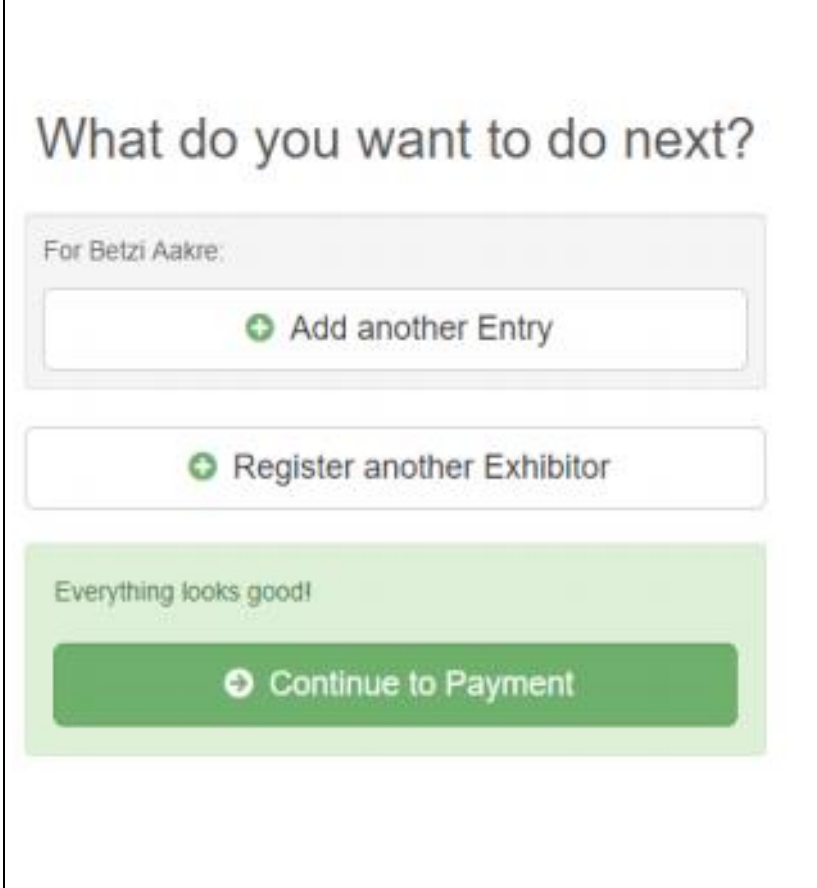 What do you want to do next?
For Betzi Aakre:
Add another Entry
Register another Exhibitor
Everything looks good!
Continue to Payment